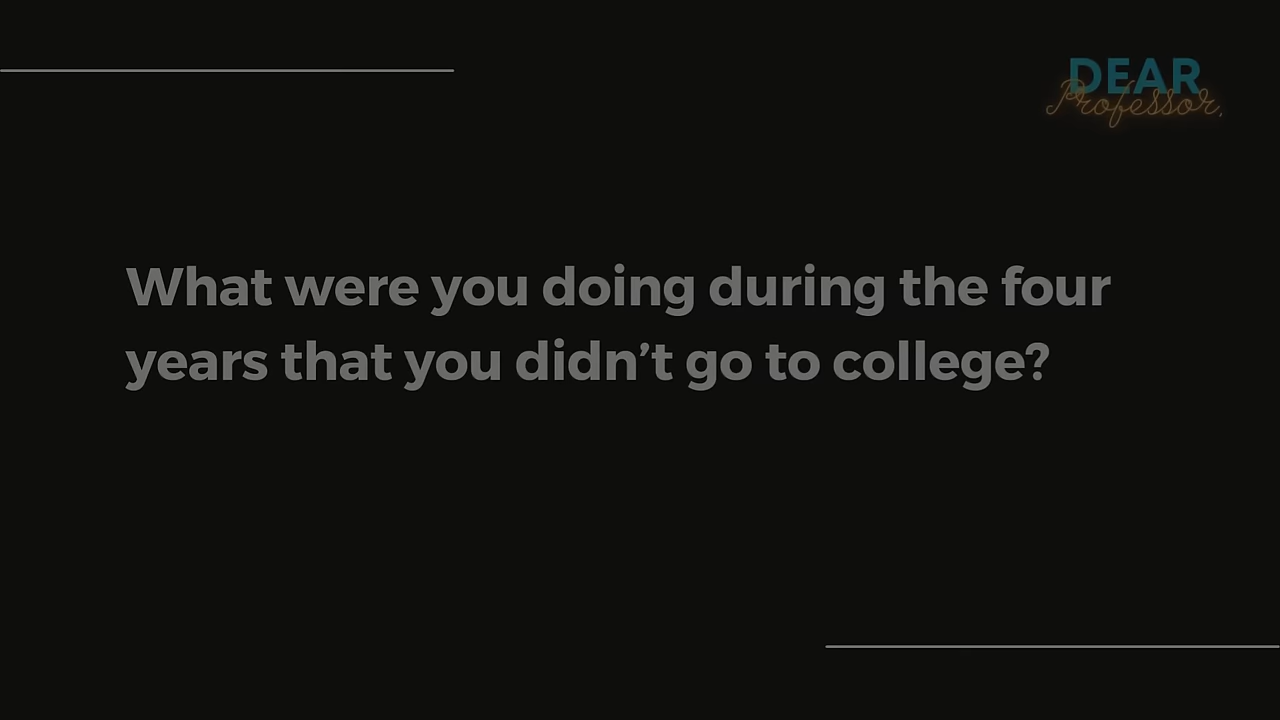 DEAR
Professor,
What were you doing during the four
years that you didn’t go to college?